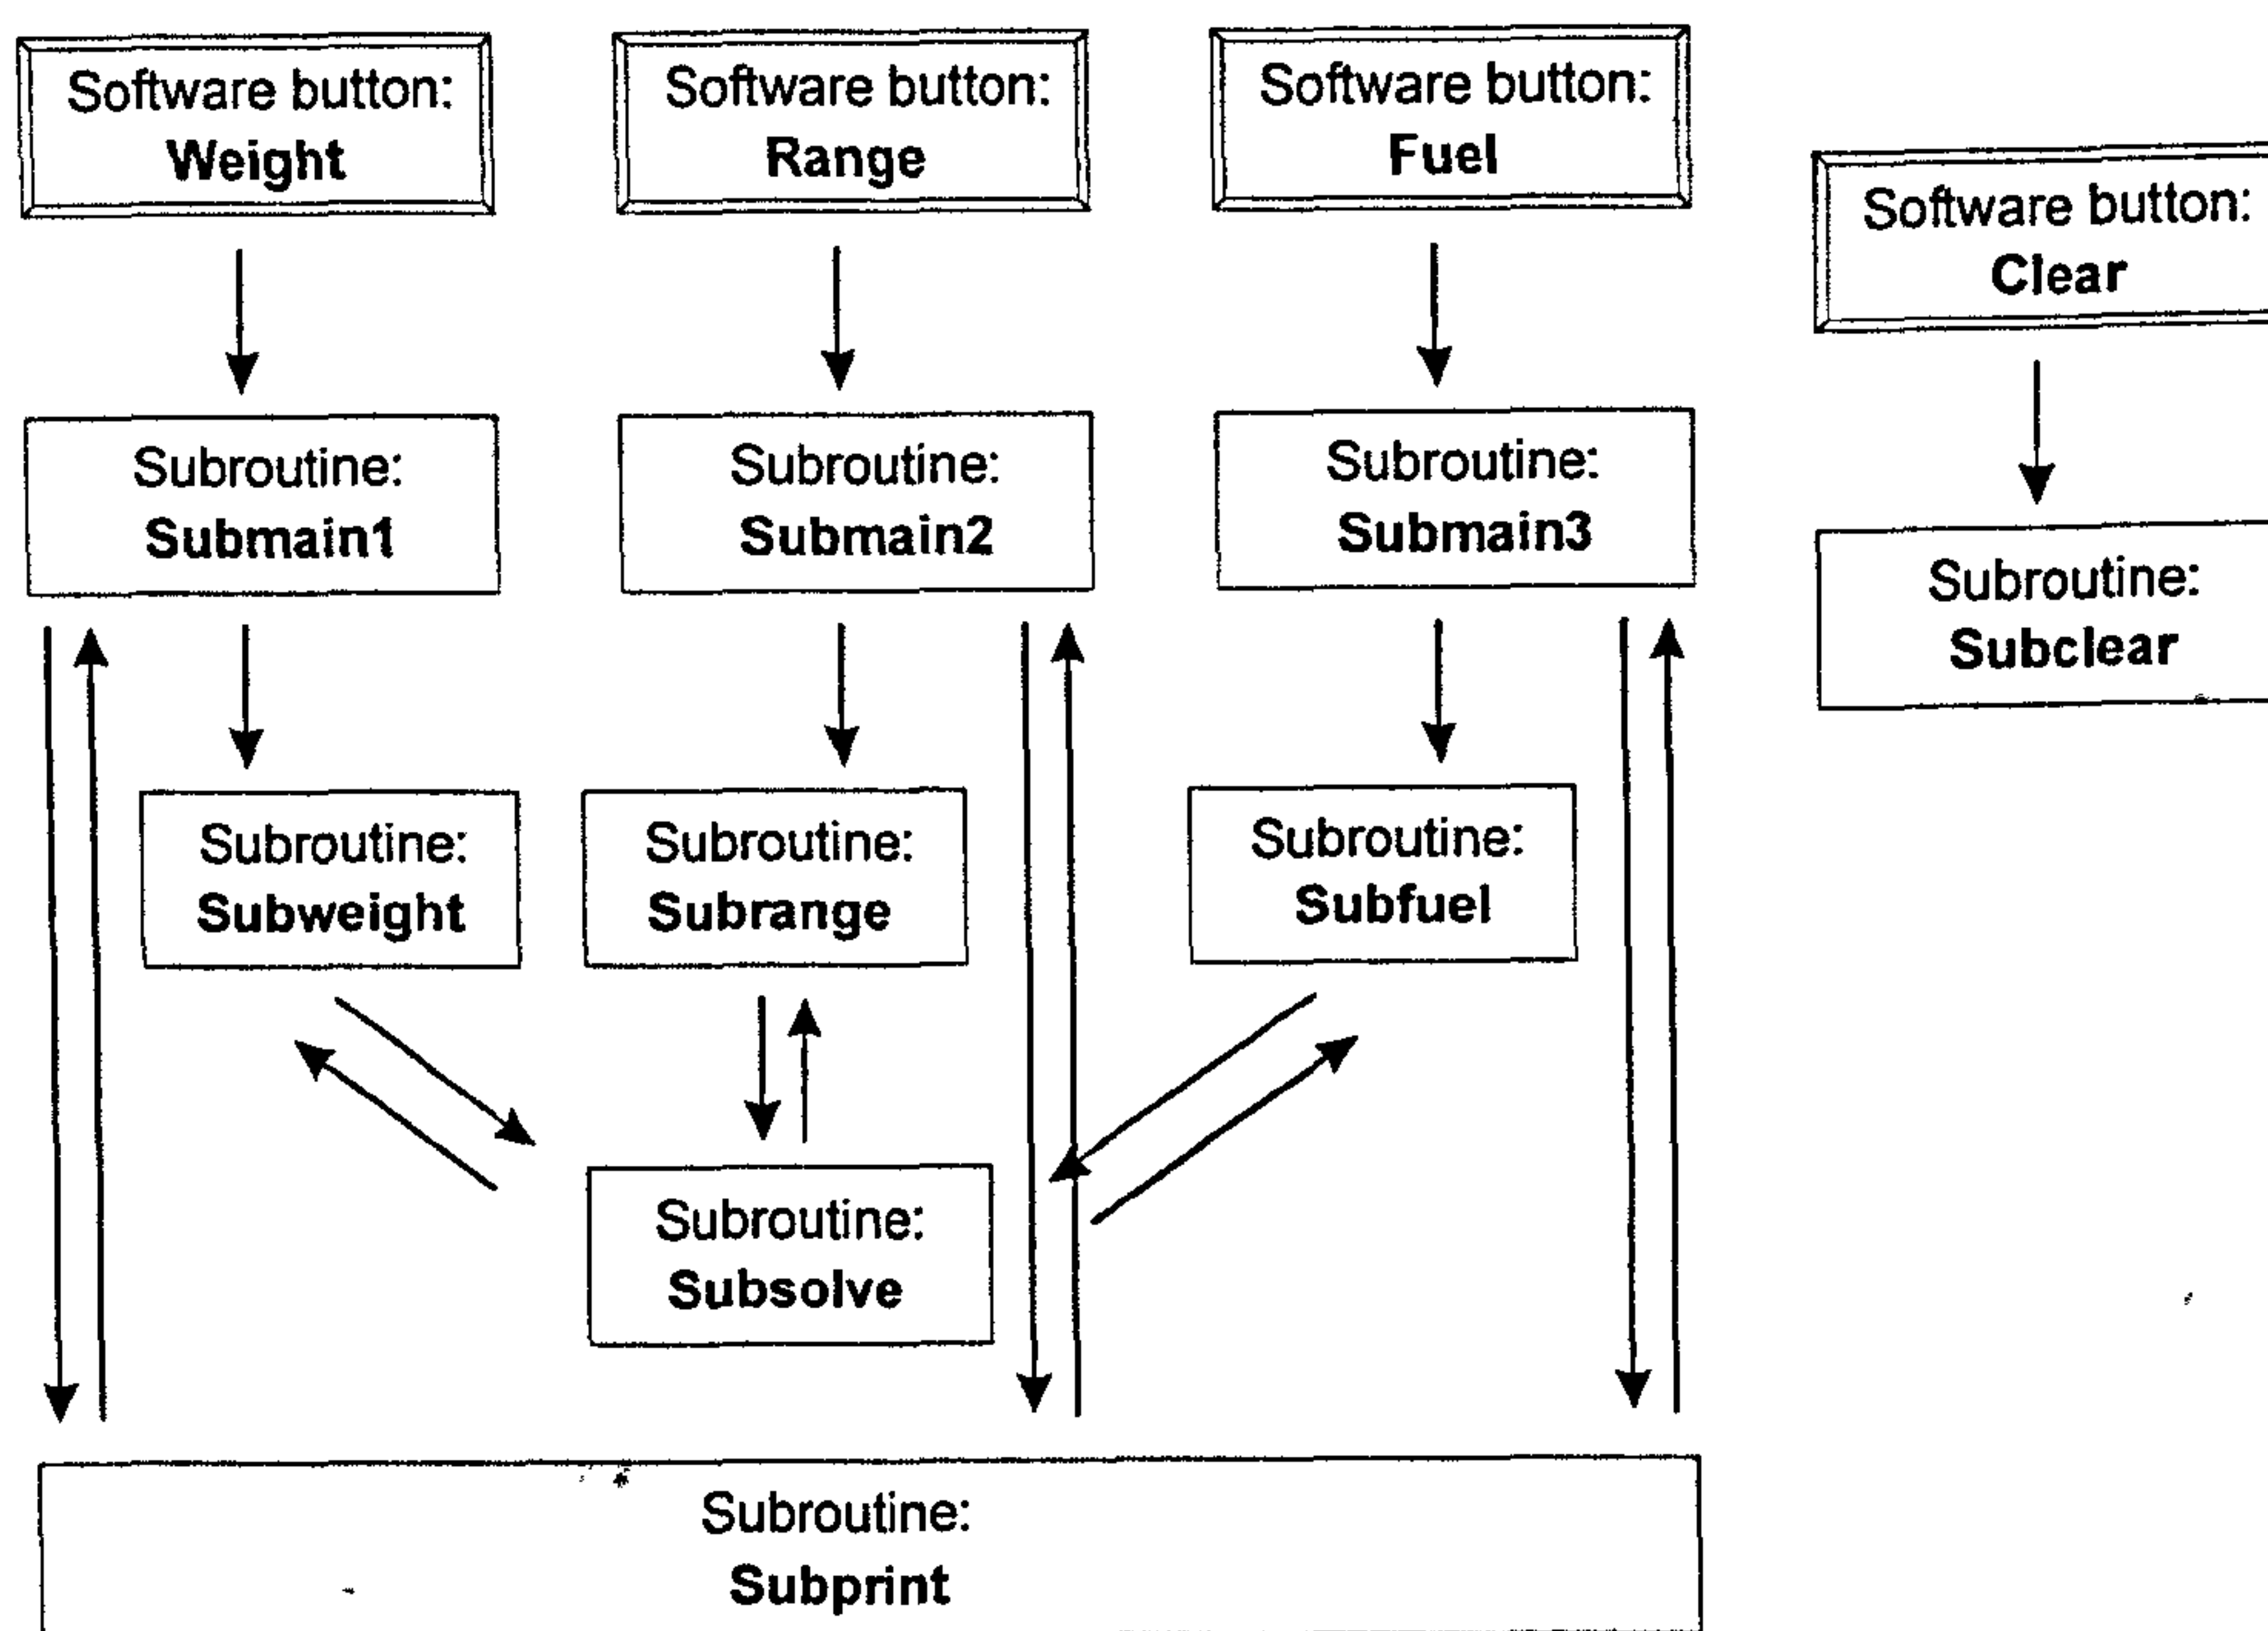 Software button:
Weight
Software button:
Range
Software button:
Fuel
Software button:
Clear
Subroutine:
Submain1
Subroutine:
Submain2
Subroutine:
Submain3
Subroutine:
Subclear
Subroutine:
Subweight
Subroutine:
Subrange
Subroutine:
Subfuel
Subroutine:
Subsolve
Subroutine:
Subprint